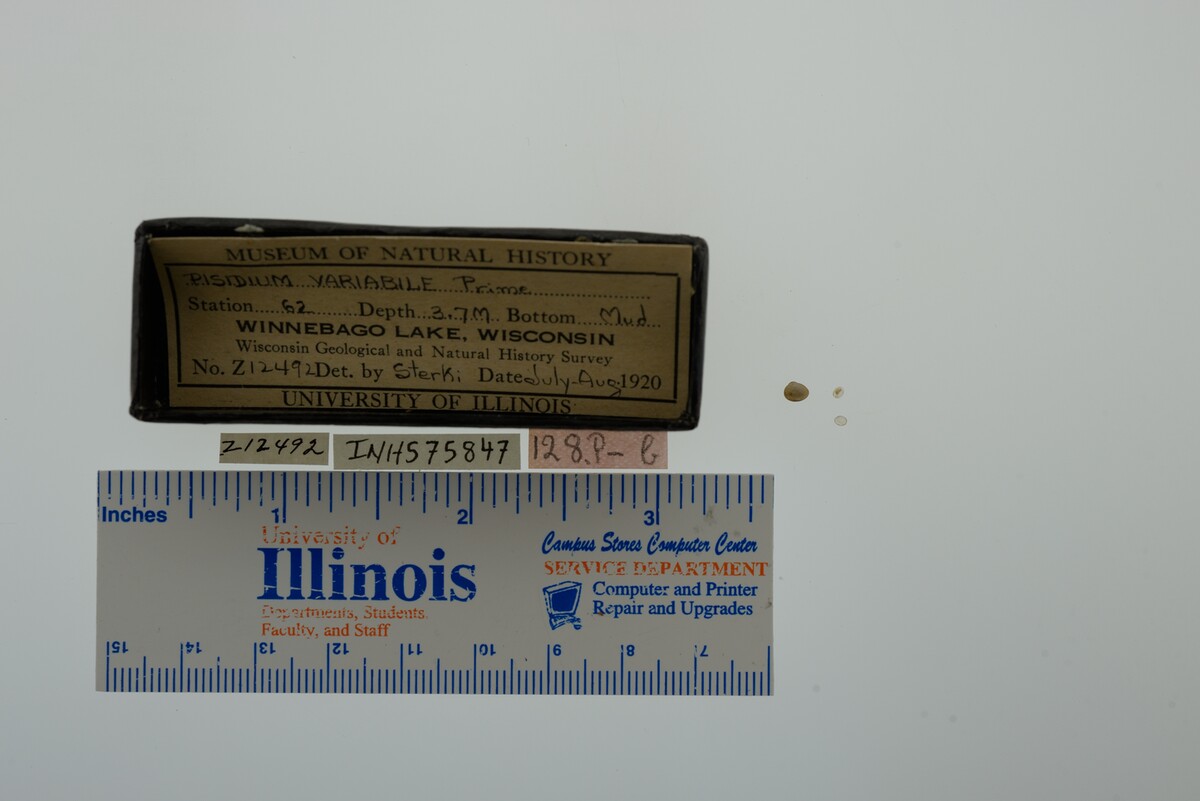 MUSEUM OF NATURAL HISTORY
PISIDIUM VARIABILE Prime
Station 62 Depth 3.7M Bottom Mud
WINNEBAGO LAKE, WISCONSIN
Wisconsin Geological and Natural History Survey
No. Z12492 Det. by Sterki Date July-Aug 1920
UNIVERSITY OF ILLINOIS
Z12492 INHS75847 128.P- b
Inches 1 2 3
University of
Illinois
Departments, Students,
Faculty, and Staff
Campus Stores Computer Center
SERVICE DEPARTMENT
Computer and Printer
Repair and Upgrades
15 14 13 12 11 10 9 8 7